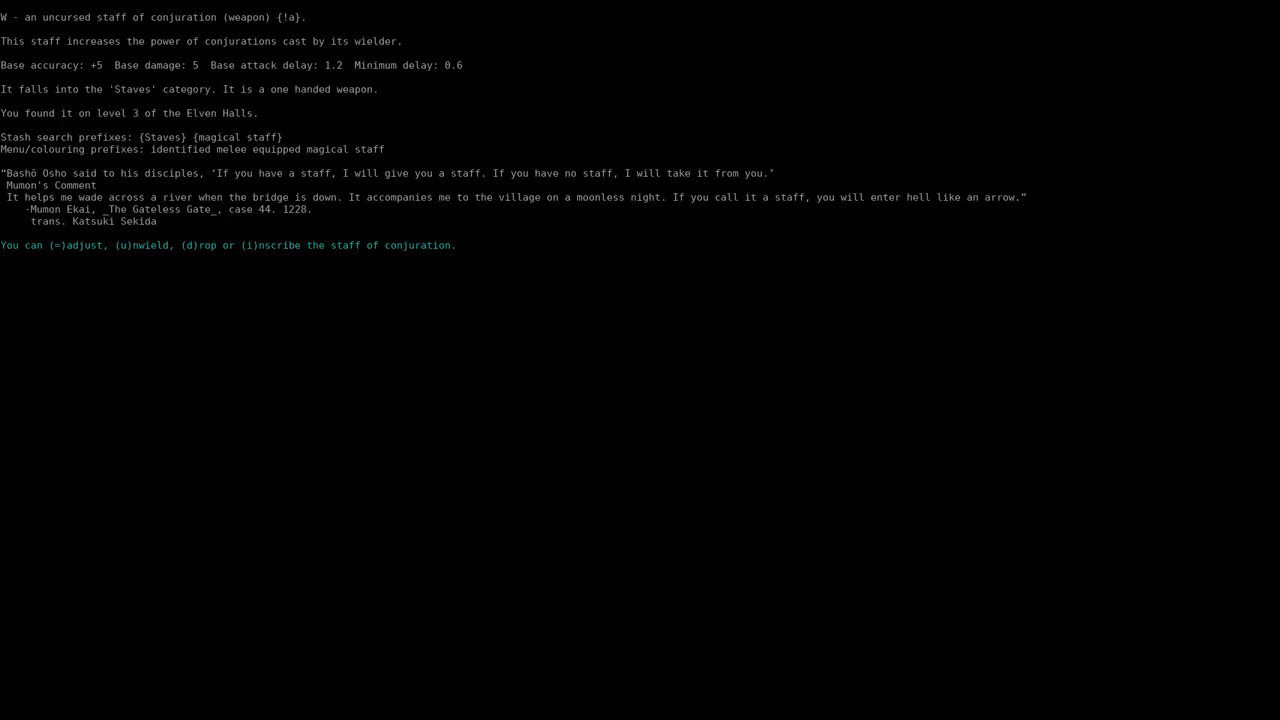 W - an uncursed staff of conjuration (weapon) {!a}.
This staff increases the power of conjurations cast by its wielder.
Base accuracy: +5  Base damage: 5  Base attack delay: 1.2  Minimum delay: 0.6
It falls into the 'Staves' category. It is a one handed weapon.
You found it on level 3 of the Elven Halls.
Stash search prefixes: {Staves} {magical staff}
Menu/colouring prefixes: identified melee equipped magical staff
“Bashō Osho said to his disciples, ‘If you have a staff, I will give you a staff. If you have no staff, I will take it from you.’
Mumon's Comment
It helps me wade across a river when the bridge is down. It accompanies me to the village on a moonless night. If you call it a staff, you will enter hell like an arrow.”
-Mumon Ekai, _The Gateless Gate_, case 44. 1228.
trans. Katsuki Sekida
You can (=)adjust, (u)nwield, (d)rop or (i)nscribe the staff of conjuration.